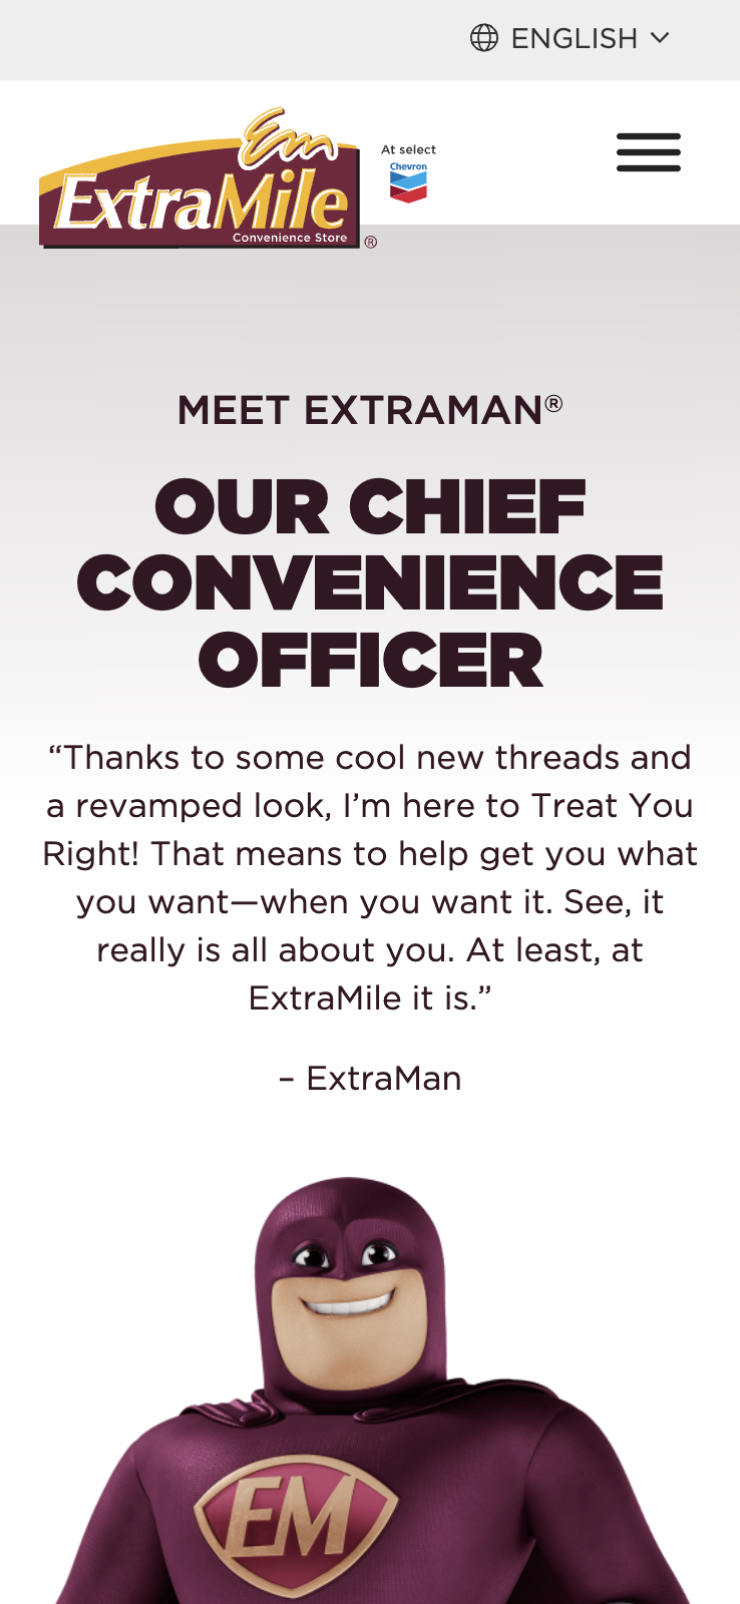 ENGLISH
Em
ExtraMile
Convenience Store
®
At select
Chevron
MEET EXTRAMAN®
OUR CHIEF
CONVENIENCE
OFFICER
“Thanks to some cool new threads and
a revamped look, I’m here to Treat You
Right! That means to help get you what
you want—when you want it. See, it
really is all about you. At least, at
ExtraMile it is.”
– ExtraMan
EM